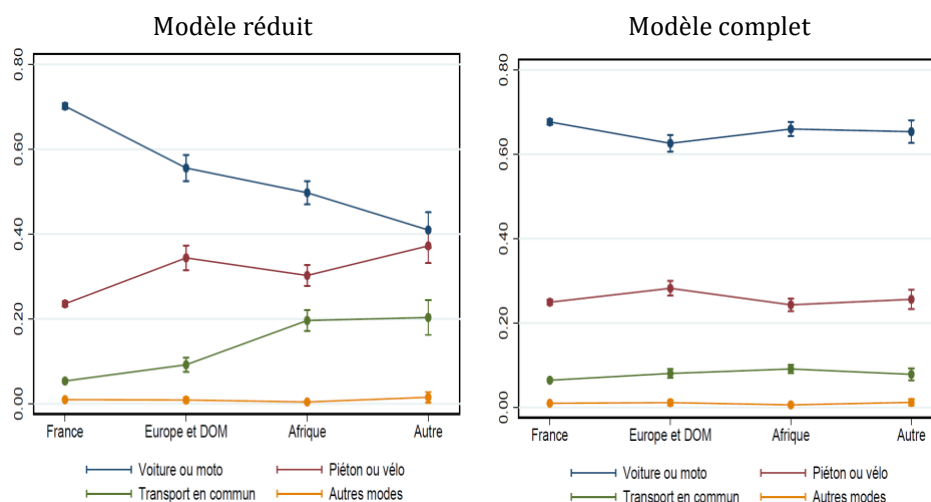 Modèle réduit
0.80
0.60
0.40
0.20
0.00
France Europe et DOM Afrique Autre
Voiture ou moto Piéton ou vélo
Transport en commun Autres modes
Modèle complet
0.80
0.60
0.40
0.20
0.00
France Europe et DOM Afrique Autre
Voiture ou moto Piéton ou vélo
Transport en commun Autres modes